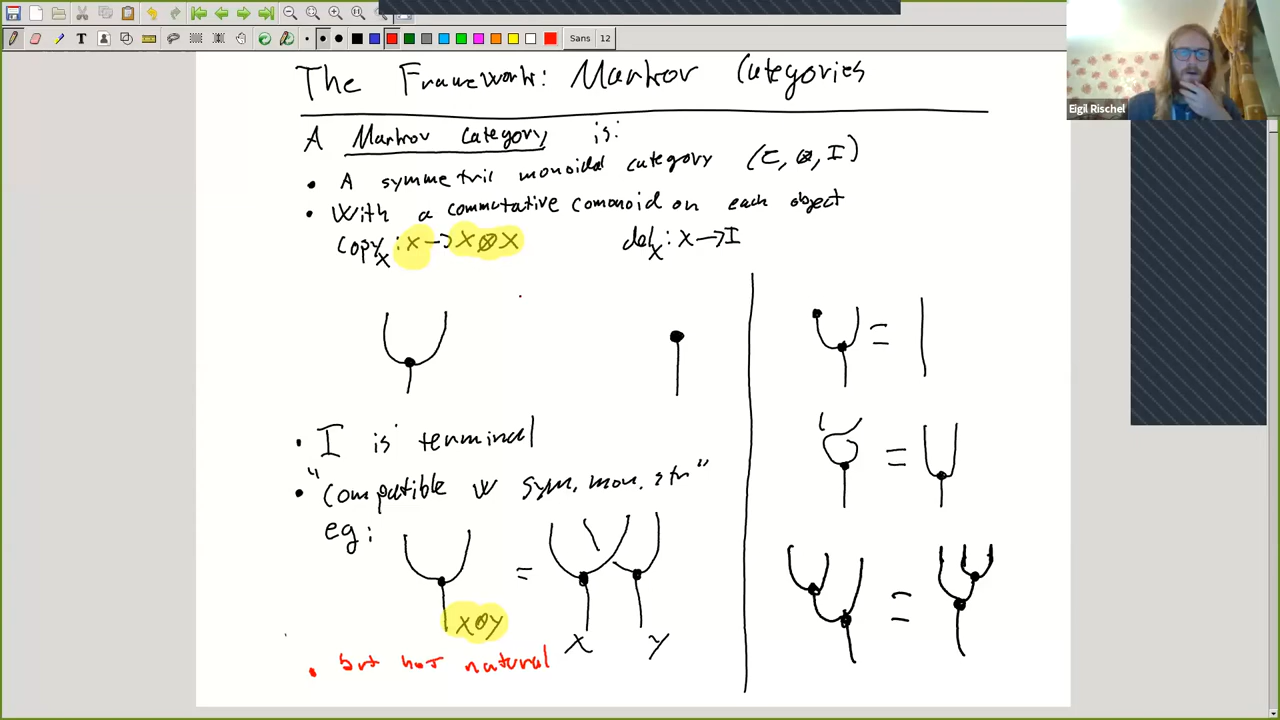 Sans 12
Eigil Rischel
The Framework: Markov Categories
A Markov Category is:
• A symmetric monoidal category (C, ⊗, I)
• With a commutative comonoid on each object
copy_X : X → X ⊗ X del_X : X → I
=
• I is terminal
=
• "Compatible w sym. mon. str"
eg:
=
X⊗Y
X Y
=
• but not natural